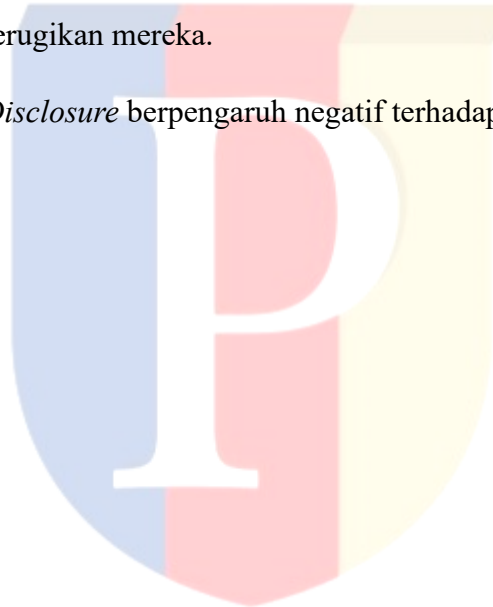 erugikan mereka.
Disclosure berpengaruh negatif terhadap
P